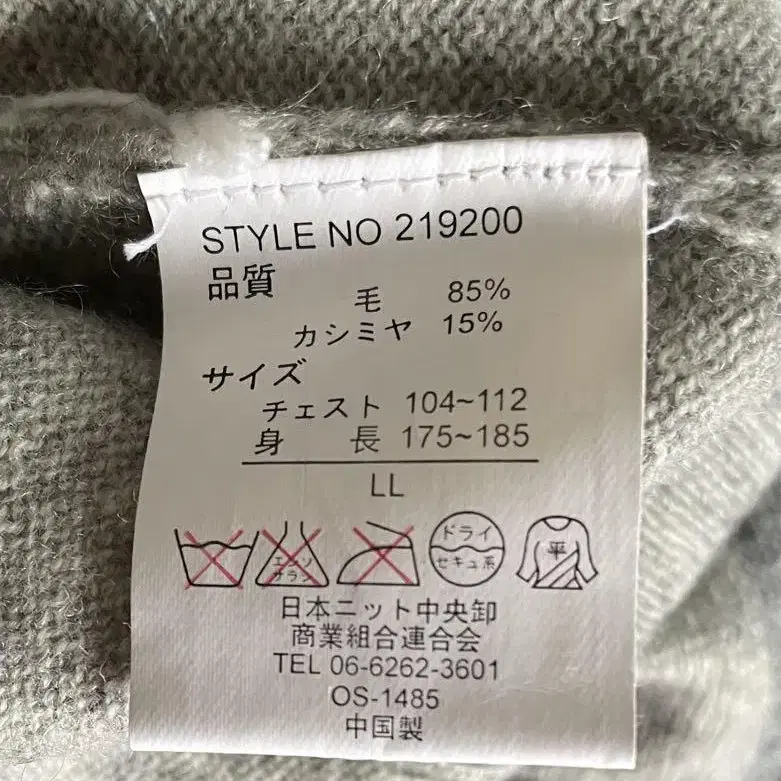 STYLE NO 219200
品質
毛 85%
カシミヤ 15%
サイズ
チェスト 104~112
身 長 175~185
LL
エンソ
サラシ
ドライ
セキユ系
平
日本ニット中央卸
商業組合連合会
TEL 06-6262-3601
OS-1485
中国製